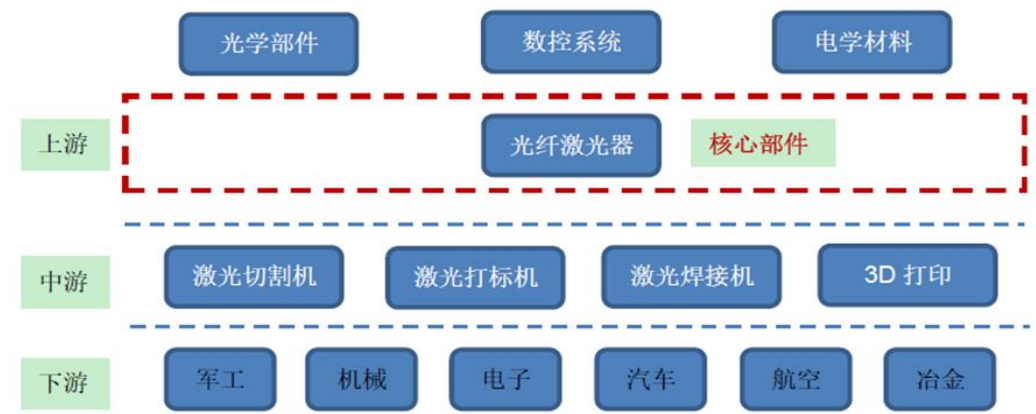 光学部件 数控系统 电学材料
上游 光纤激光器 核心部件
中游 激光切割机 激光打标机 激光焊接机 3D 打印
下游 军工 机械 电子 汽车 航空 冶金